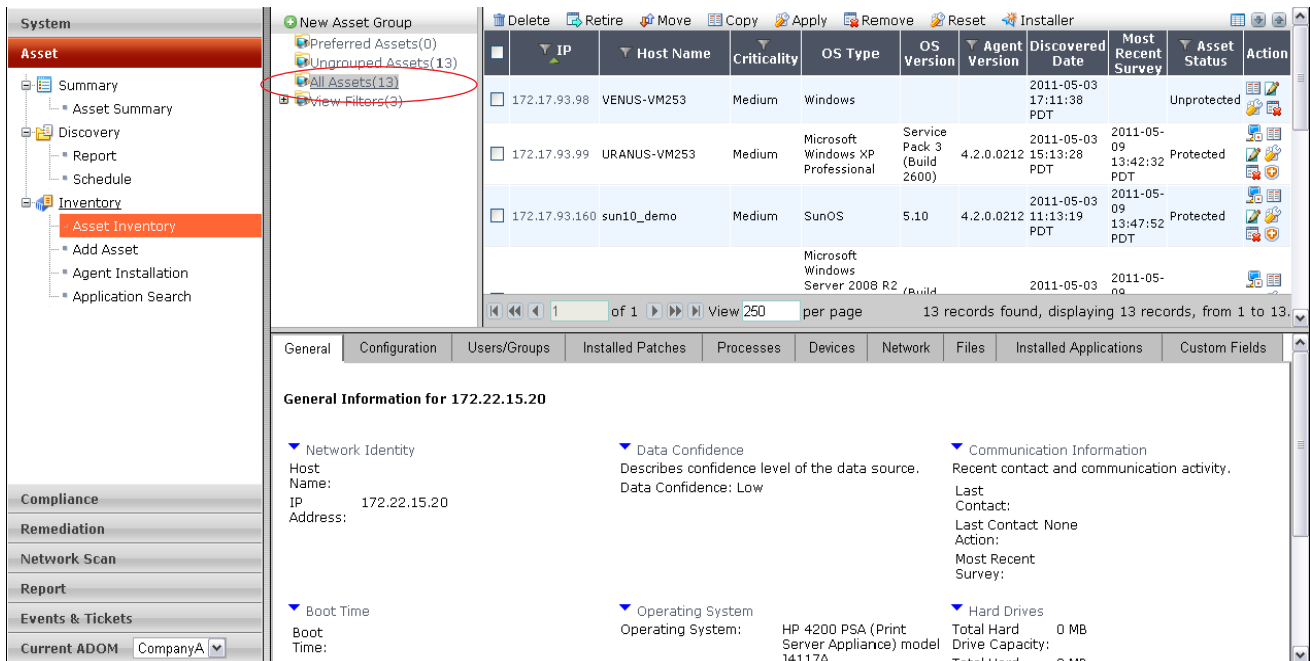 System
Asset
Summary
Asset Summary
Discovery
Report
Schedule
Inventory
Asset Inventory
Add Asset
Agent Installation
Application Search
Compliance
Remediation
Network Scan
Report
Events & Tickets
Current ADOM CompanyA
New Asset Group
Preferred Assets(0)
Ungrouped Assets(13)
All Assets(13)
View Filters(3)
Delete Retire Move Copy Apply Remove Reset Installer
IP Host Name Criticality OS Type OS Version Agent Version Discovered Date Most Recent Survey Asset Status Action
172.17.93.98 VENUS-VM253 Medium Windows 2011-05-03 17:11:38 PDT Unprotected
172.17.93.99 URANUS-VM253 Medium Microsoft Windows XP Professional Service Pack 3 (Build 2600) 4.2.0.0212 2011-05-03 15:13:28 PDT 2011-05-09 13:42:32 PDT Protected
172.17.93.160 sun10_demo Medium SunOS 5.10 4.2.0.0212 2011-05-03 11:13:19 PDT 2011-05-09 13:47:52 PDT Protected
Microsoft Windows Server 2008 R2 (Build 2011-05-03 2011-05-09
1 of 1 View 250 per page 13 records found, displaying 13 records, from 1 to 13.
General Configuration Users/Groups Installed Patches Processes Devices Network Files Installed Applications Custom Fields
General Information for 172.22.15.20
Network Identity
Host Name:
IP Address: 172.22.15.20
Data Confidence
Describes confidence level of the data source.
Data Confidence: Low
Communication Information
Recent contact and communication activity.
Last Contact:
Last Contact Action: None
Most Recent Survey:
Boot Time
Boot Time:
Operating System
Operating System: HP 4200 PSA (Print Server Appliance) model J4117A
Hard Drives
Total Hard Drive Capacity: 0 MB
Total Hard 0 MB